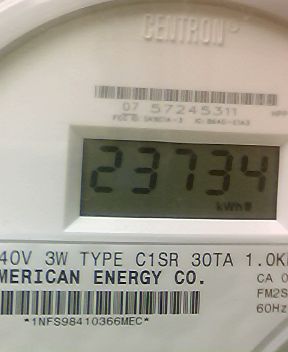 CENTRON®
07 57245311
23734
kWh
40V 3W TYPE C1SR 30TA 1.0K
MERICAN ENERGY CO.
CA 0
FM2S
60Hz
*1NFS98410366MEC*